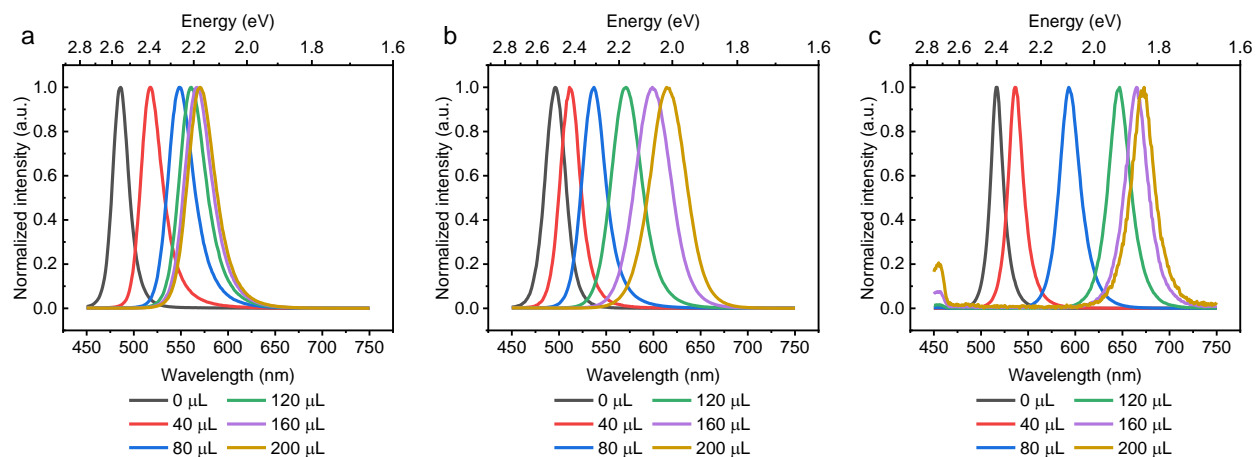 a
Energy (eV)
2.8 2.6 2.4 2.2 2.0 1.8 1.6
1.0
0.8
0.6
0.4
0.2
0.0
Normalized intensity (a.u.)
450 500 550 600 650 700 750
Wavelength (nm)
0 μL 120 μL
40 μL 160 μL
80 μL 200 μL
b
Energy (eV)
2.8 2.6 2.4 2.2 2.0 1.8 1.6
1.0
0.8
0.6
0.4
0.2
0.0
Normalized intensity (a.u.)
450 500 550 600 650 700 750
Wavelength (nm)
0 μL 120 μL
40 μL 160 μL
80 μL 200 μL
c
Energy (eV)
2.8 2.6 2.4 2.2 2.0 1.8 1.6
1.0
0.8
0.6
0.4
0.2
0.0
Normalized intensity (a.u.)
450 500 550 600 650 700 750
Wavelength (nm)
0 μL 120 μL
40 μL 160 μL
80 μL 200 μL